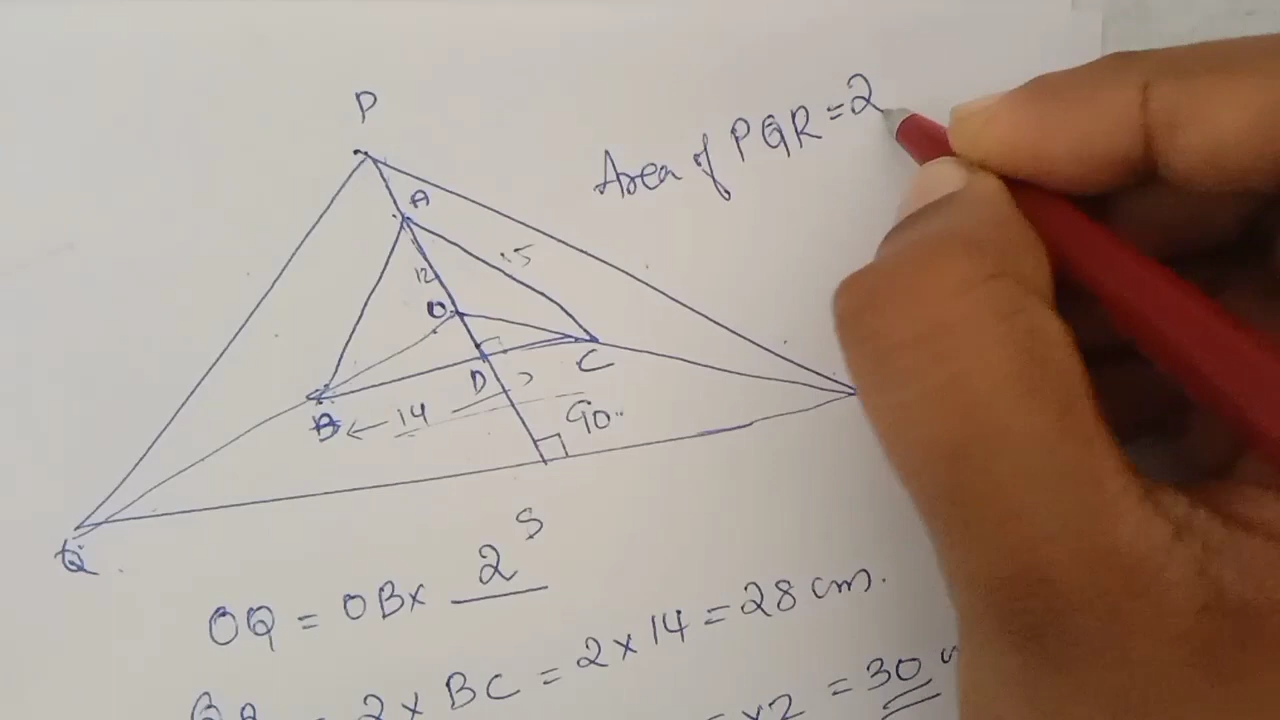 P
Area of PQR = 2
A
15
12
O
D
C
B ← 14
90
Q
S
OQ = OB x 2
= 2 x BC = 2 x 14 = 28 cm.
x 2 = 30